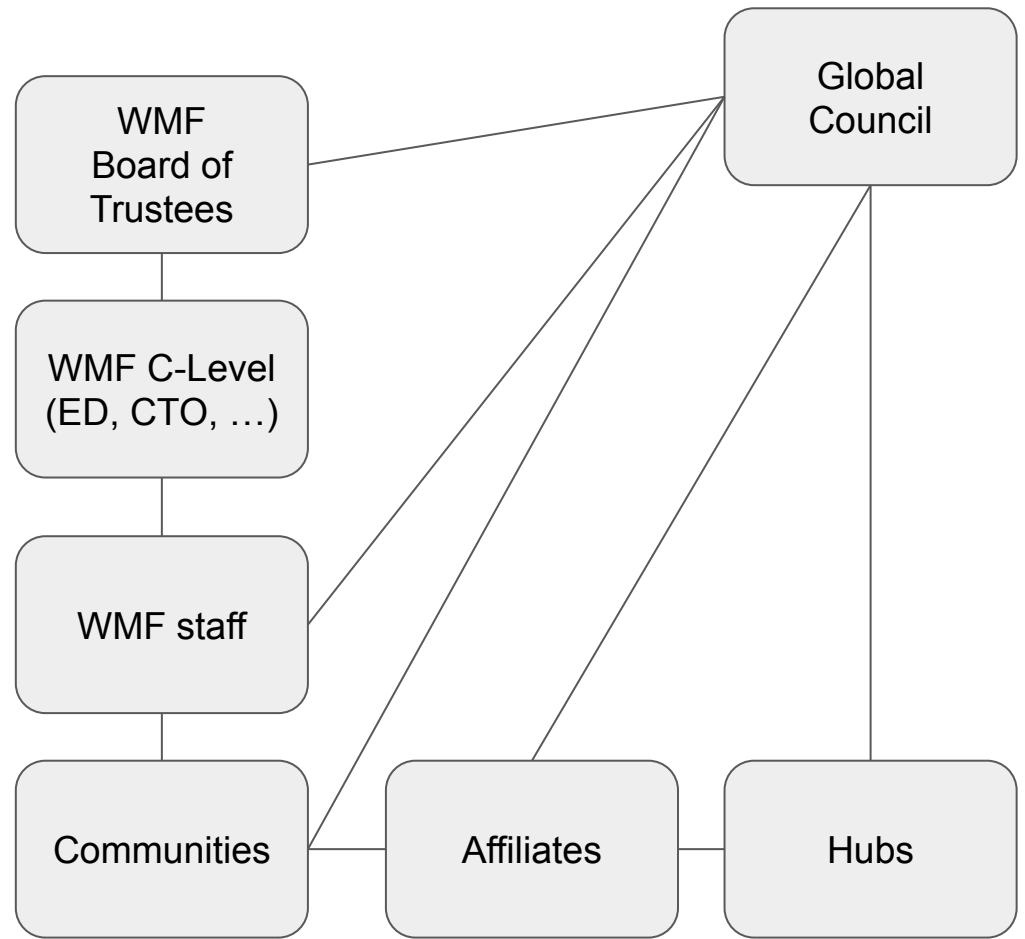 Global
Council
WMF
Board of
Trustees
WMF C-Level
(ED, CTO, …)
WMF staff
Communities
Affiliates
Hubs